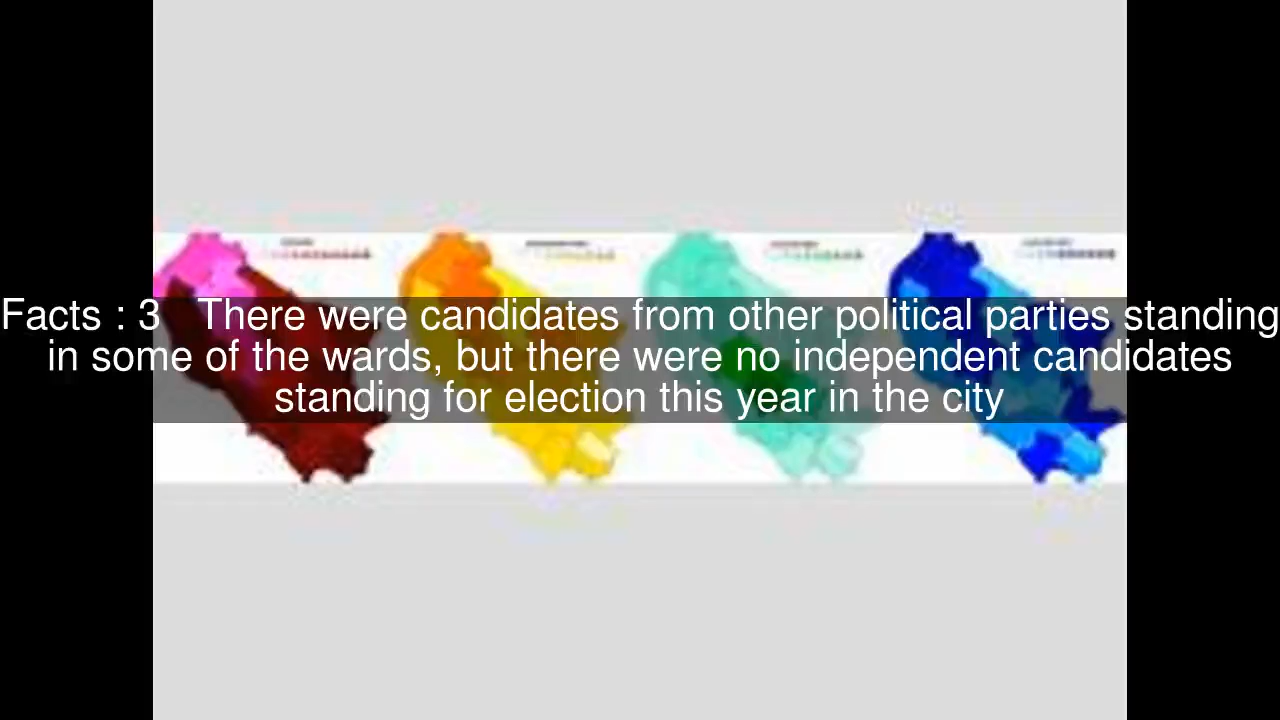 Facts : 3 There were candidates from other political parties standing
in some of the wards, but there were no independent candidates
standing for election this year in the city